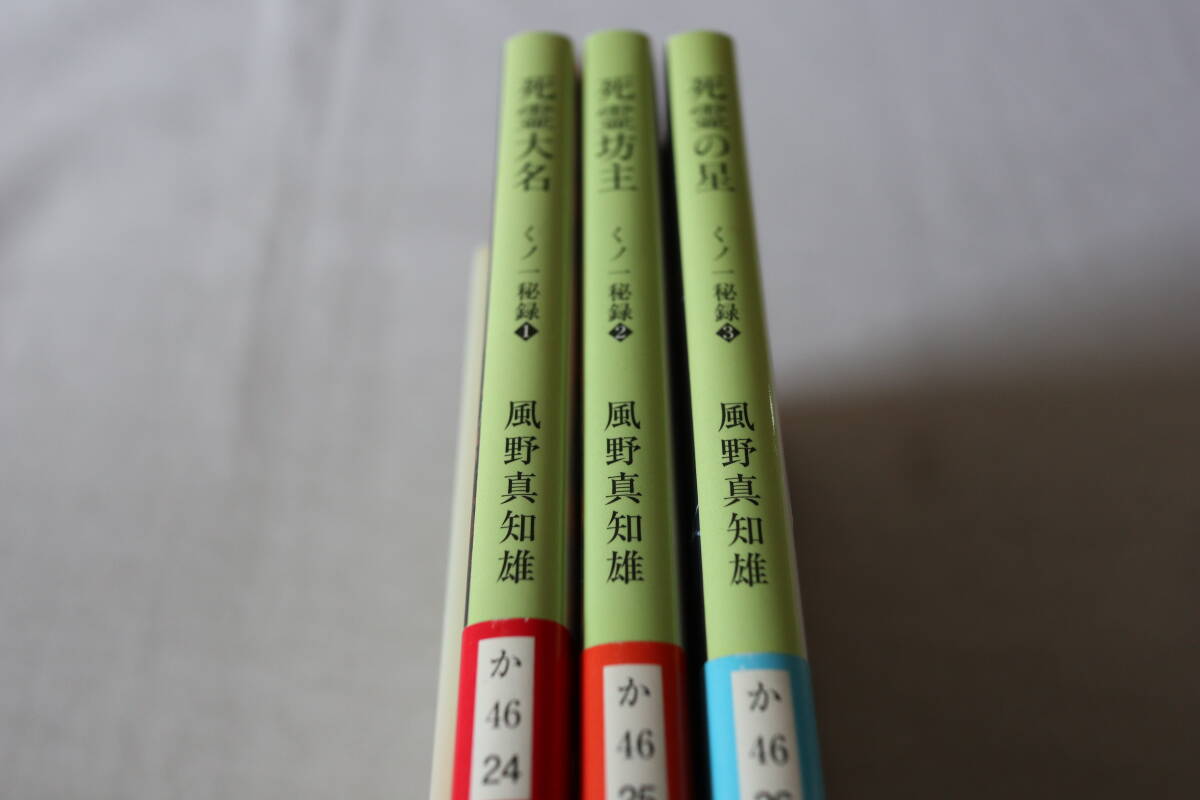 死霊大名
くノ一秘録1
風野真知雄
か
46
24
死霊坊主
くノ一秘録2
風野真知雄
か
46
25
死霊の星
くノ一秘録3
風野真知雄
か
46
26